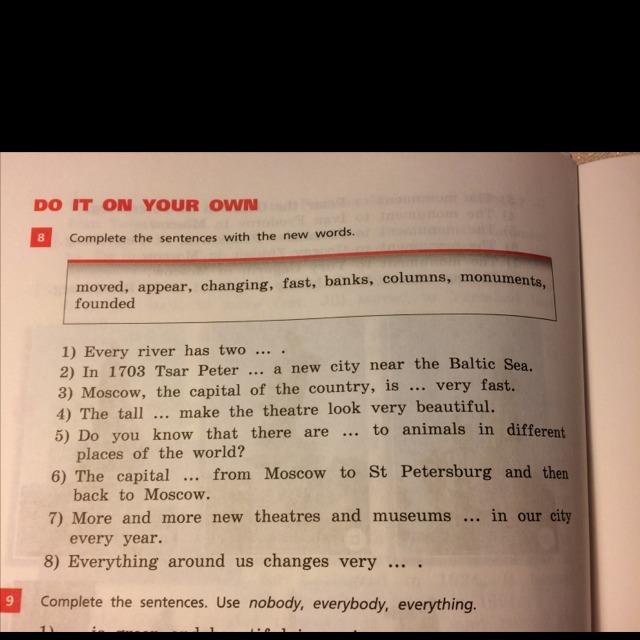 DO IT ON YOUR OWN
8 Complete the sentences with the new words.
moved, appear, changing, fast, banks, columns, monuments,
founded
1) Every river has two ... .
2) In 1703 Tsar Peter ... a new city near the Baltic Sea.
3) Moscow, the capital of the country, is ... very fast.
4) The tall ... make the theatre look very beautiful.
5) Do you know that there are ... to animals in different
places of the world?
6) The capital ... from Moscow to St Petersburg and then
back to Moscow.
7) More and more new theatres and museums ... in our city
every year.
8) Everything around us changes very ... .
9 Complete the sentences. Use nobody, everybody, everything.
1)